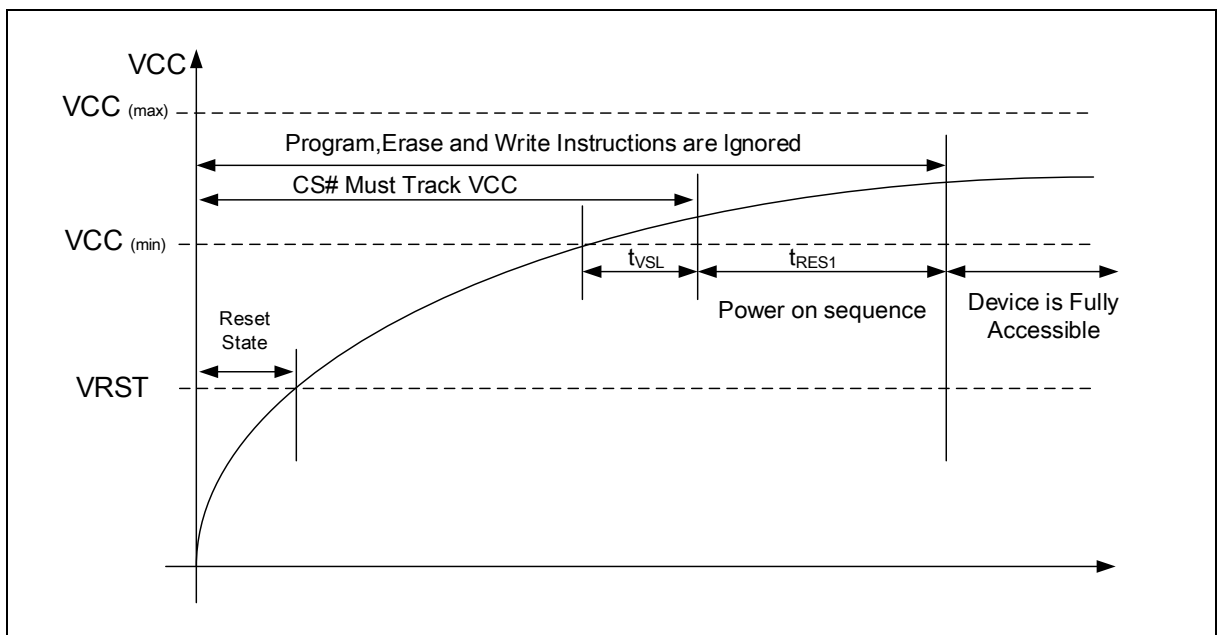 VCC
VCC (max)
Program,Erase and Write Instructions are Ignored
CS# Must Track VCC
VCC (min)
tVSL
tRES1
Reset
State
Power on sequence
Device is Fully
Accessible
VRST